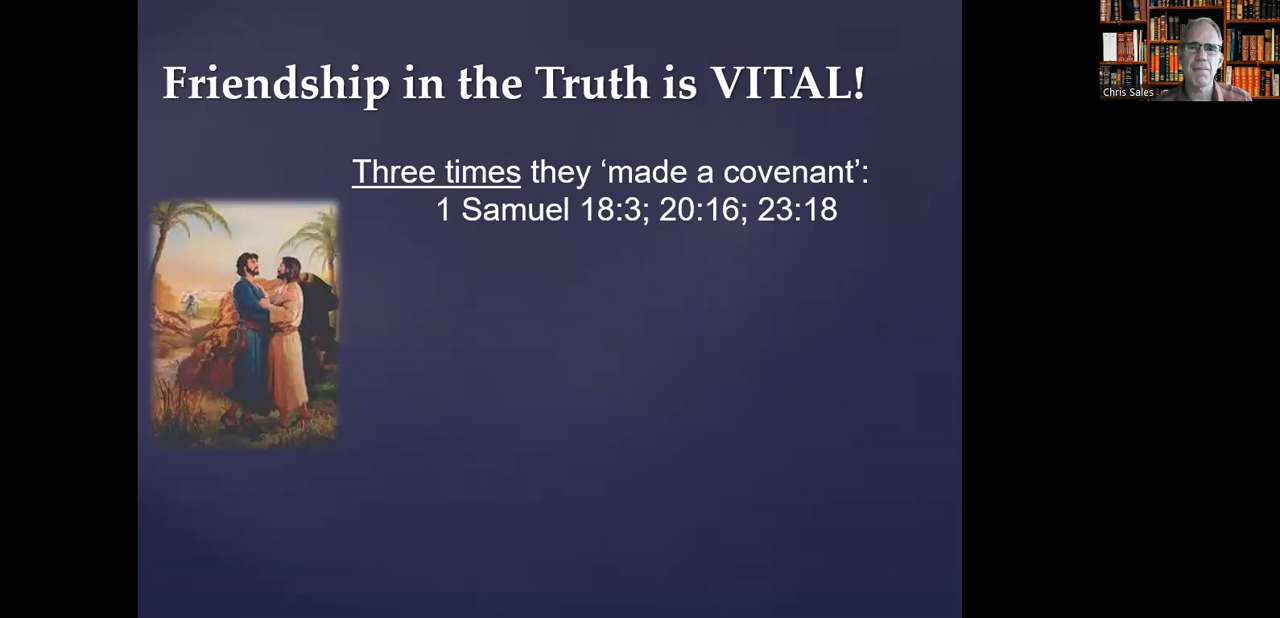 Friendship in the Truth is VITAL!
Three times they ‘made a covenant’:
1 Samuel 18:3; 20:16; 23:18
Chris Sales